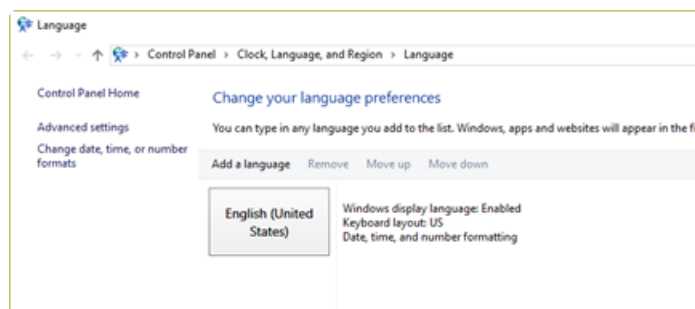 Language
Control Panel > Clock, Language, and Region > Language
Control Panel Home
Change your language preferences
Advanced settings
You can type in any language you add to the list. Windows, apps and websites will appear in the
Change date, time, or number
formats
Add a language Remove Move up Move down
English (United
States)
Windows display language: Enabled
Keyboard layout: US
Date, time, and number formatting